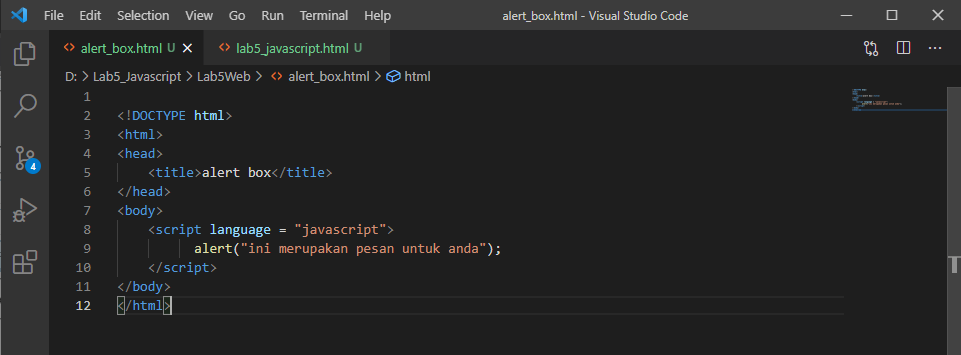 File Edit Selection View Go Run Terminal Help alert_box.html - Visual Studio Code
alert_box.html U lab5_javascript.html U
D: > Lab5_Javascript > Lab5Web > alert_box.html > html
1
2 <!DOCTYPE html>
3 <html>
4 <head>
5 <title>alert box</title>
6 </head>
7 <body>
8 <script language = "javascript">
9 alert("ini merupakan pesan untuk anda");
10 </script>
11 </body>
12 </html>
4